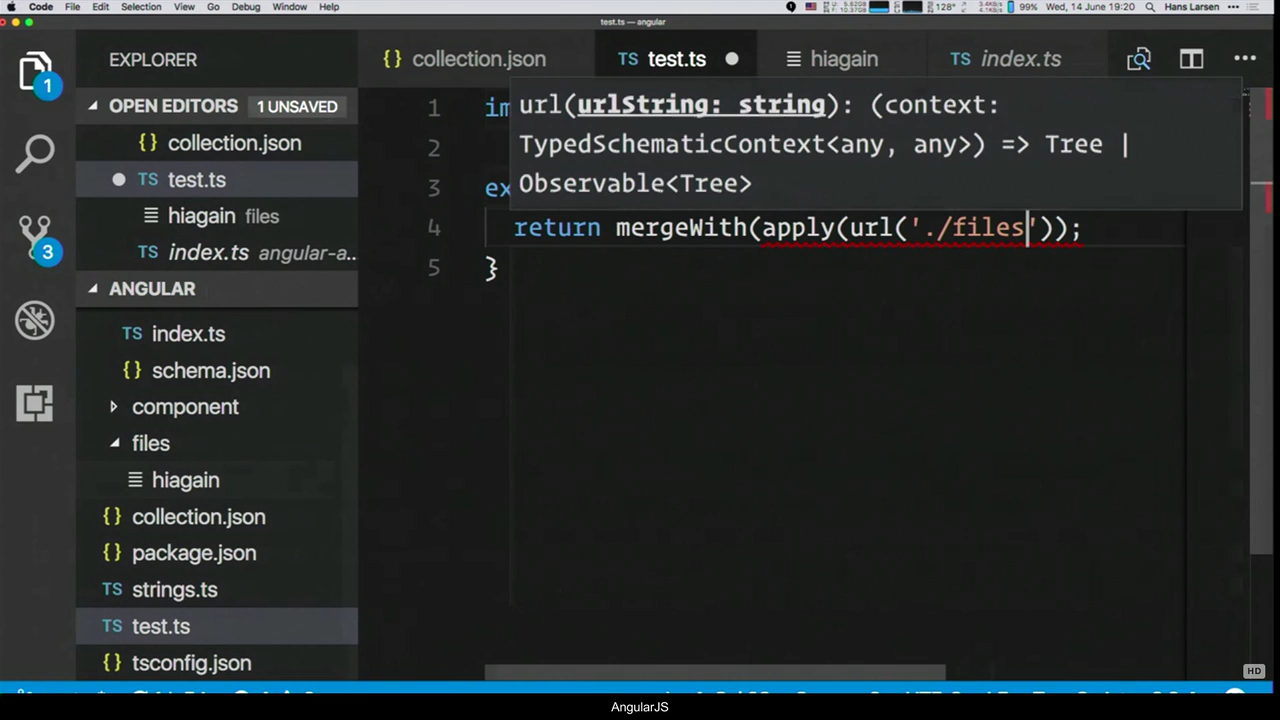 Code File Edit Selection View Go Debug Window Help
128° 99% Wed, 14 June 19:20 Hans Larsen
test.ts — angular
EXPLORER
{} collection.json TS test.ts hiagain TS index.ts
1
OPEN EDITORS 1 UNSAVED
{} collection.json
TS test.ts
hiagain files
TS index.ts angular-a...
3
ANGULAR
TS index.ts
{} schema.json
component
files
hiagain
{} collection.json
{} package.json
TS strings.ts
TS test.ts
TS tsconfig.json
url(urlString: string): (context:
TypedSchematicContext<any, any>) => Tree |
Observable<Tree>
1 im
2
3 ex
4 return mergeWith(apply(url('./files'));
5 }
HD
AngularJS